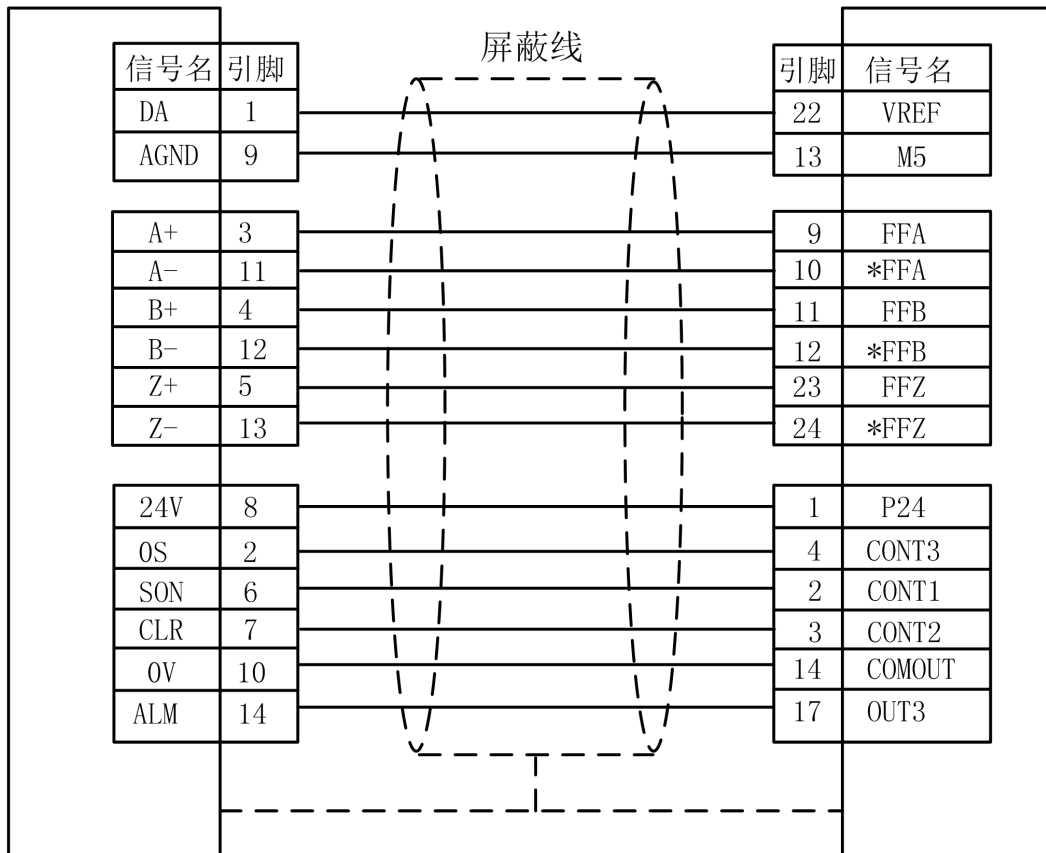 屏蔽线
信号名 引脚 引脚 信号名
DA 1 22 VREF
AGND 9 13 M5
A+ 3 9 FFA
A- 11 10 *FFA
B+ 4 11 FFB
B- 12 12 *FFB
Z+ 5 23 FFZ
Z- 13 24 *FFZ
24V 8 1 P24
OS 2 4 CONT3
SON 6 2 CONT1
CLR 7 3 CONT2
0V 10 14 COMOUT
ALM 14 17 OUT3